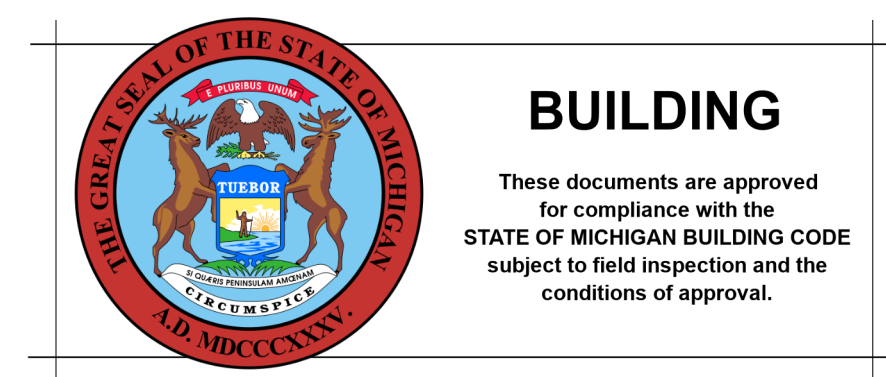 THE GREAT SEAL OF THE STATE OF MICHIGAN
E PLURIBUS UNUM
TUEBOR
SI QUÆRIS PENINSULAM AMŒNAM
CIRCUMSPICE
A.D. MDCCCXXXV.
BUILDING
These documents are approved
for compliance with the
STATE OF MICHIGAN BUILDING CODE
subject to field inspection and the
conditions of approval.